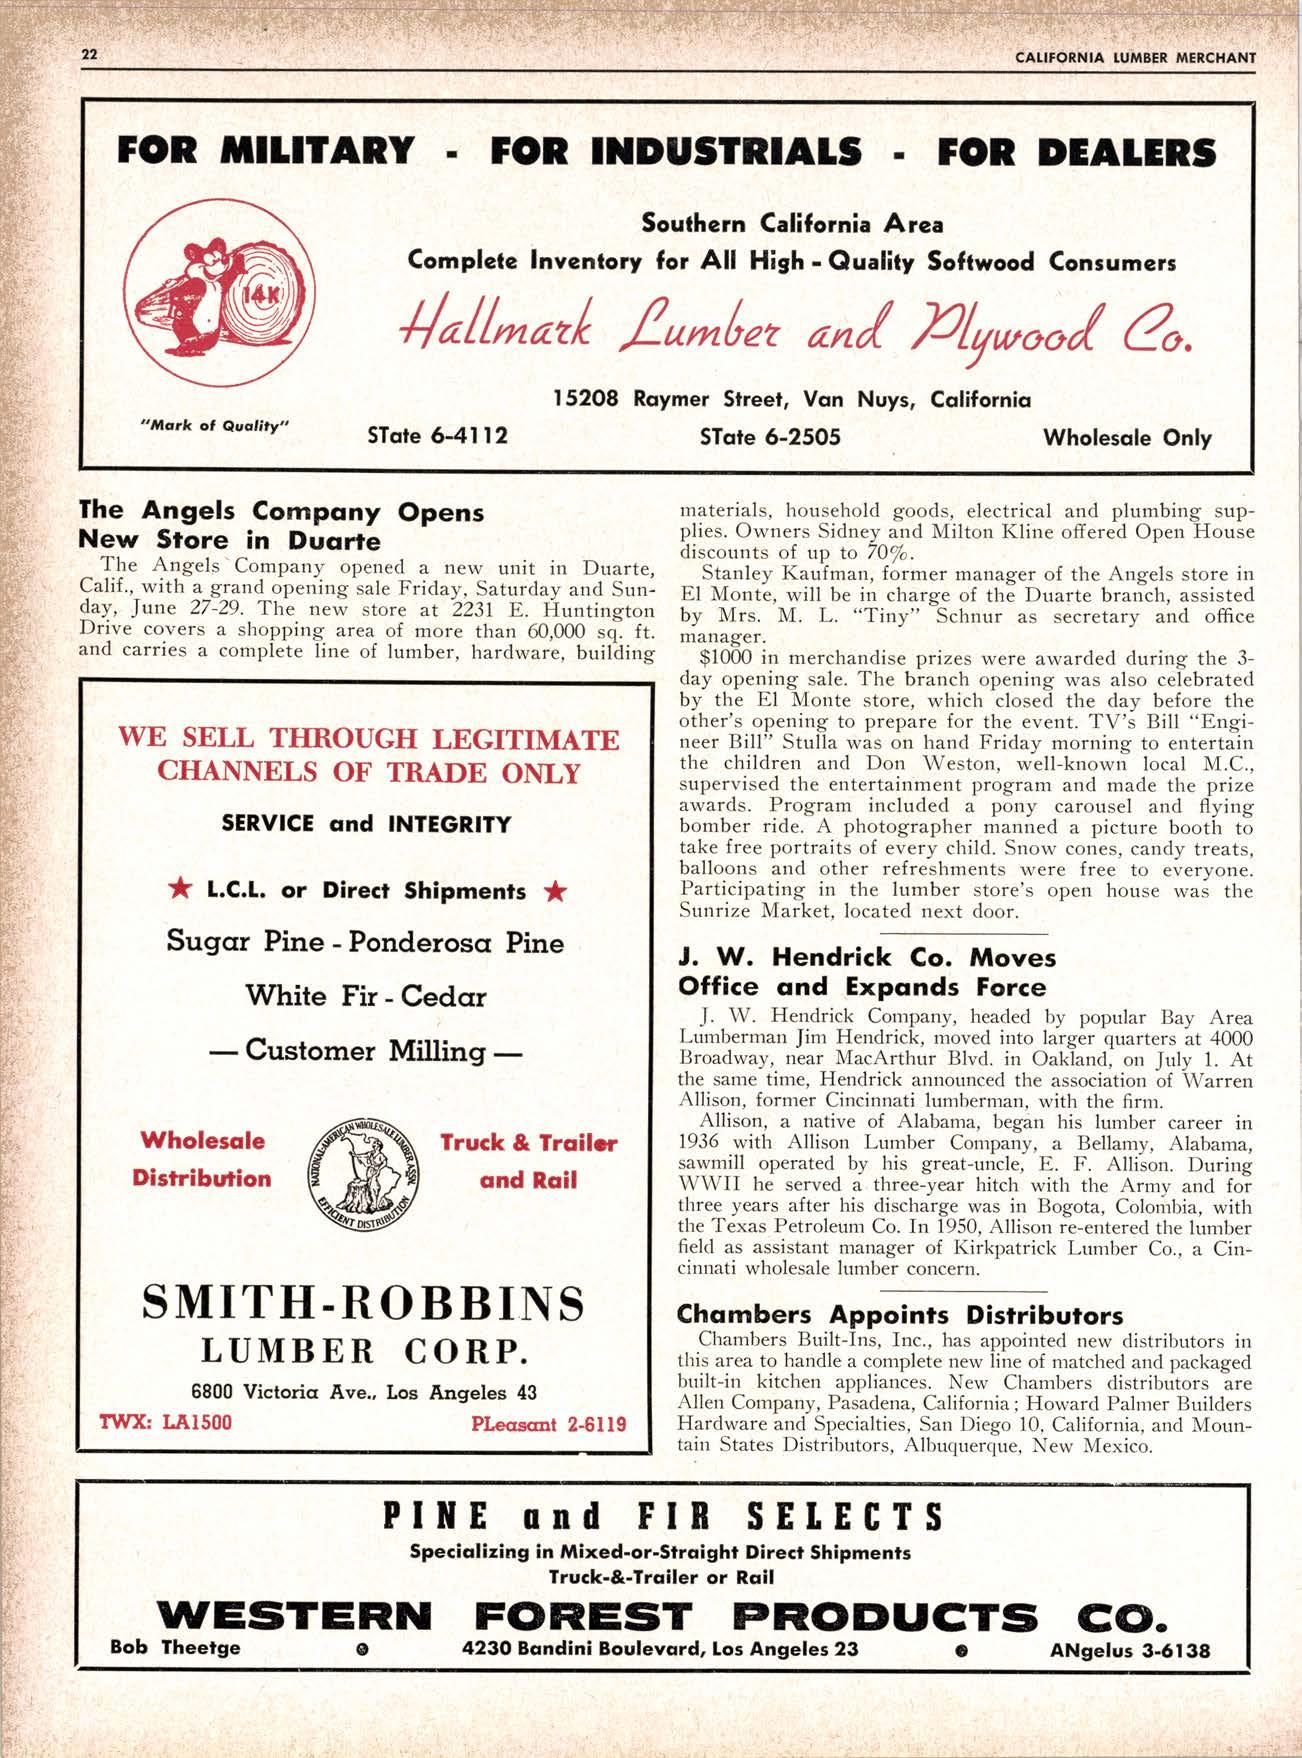 22
CALIFORNIA LUMBER MERCHANT
FOR MILITARY - FOR INDUSTRIALS - FOR DEALERS
14K
"Mark of Quality"
Southern California Area
Complete Inventory for All High-Quality Softwood Consumers
Hallmark Lumber and Plywood Co.
15208 Raymer Street, Van Nuys, California
STate 6-4112 STate 6-2505 Wholesale Only
The Angels Company Opens
New Store in Duarte
The Angels Company opened a new unit in Duarte,
Calif., with a grand opening sale Friday, Saturday and Sun-
day, June 27-29. The new store at 2231 E. Huntington
Drive covers a shopping area of more than 60,000 sq. ft.
and carries a complete line of lumber, hardware, building
materials, household goods, electrical and plumbing sup-
plies. Owners Sidney and Milton Kline offered Open House
discounts of up to 70%.
Stanley Kaufman, former manager of the Angels store in
El Monte, will be in charge of the Duarte branch, assisted
by Mrs. M. L. "Tiny" Schnur as secretary and office
manager.
$1000 in merchandise prizes were awarded during the 3-
day opening sale. The branch opening was also celebrated
by the El Monte store, which closed the day before the
other's opening to prepare for the event. TV's Bill "Engi-
neer Bill" Stulla was on hand Friday morning to entertain
the children and Don Weston, well-known local M.C.,
supervised the entertainment program and made the prize
awards. Program included a pony carousel and flying
bomber ride. A photographer manned a picture booth to
take free portraits of every child. Snow cones, candy treats,
balloons and other refreshments were free to everyone.
Participating in the lumber store's open house was the
Sunrize Market, located next door.
J. W. Hendrick Co. Moves
Office and Expands Force
J. W. Hendrick Company, headed by popular Bay Area
Lumberman Jim Hendrick, moved into larger quarters at 4000
Broadway, near MacArthur Blvd. in Oakland, on July 1. At
the same time, Hendrick announced the association of Warren
Allison, former Cincinnati lumberman, with the firm.
Allison, a native of Alabama, began his lumber career in
1936 with Allison Lumber Company, a Bellamy, Alabama,
sawmill operated by his great-uncle, E. F. Allison. During
WWII he served a three-year hitch with the Army and for
three years after his discharge was in Bogota, Colombia, with
the Texas Petroleum Co. In 1950, Allison re-entered the lumber
field as assistant manager of Kirkpatrick Lumber Co., a Cin-
cinnati wholesale lumber concern.
Chambers Appoints Distributors
Chambers Built-Ins, Inc., has appointed new distributors in
this area to handle a complete new line of matched and packaged
built-in kitchen appliances. New Chambers distributors are
Allen Company, Pasadena, California; Howard Palmer Builders
Hardware and Specialties, San Diego 10, California, and Moun-
tain States Distributors, Albuquerque, New Mexico.
WE SELL THROUGH LEGITIMATE
CHANNELS OF TRADE ONLY
SERVICE and INTEGRITY
★ L.C.L. or Direct Shipments ★
Sugar Pine - Ponderosa Pine
White Fir - Cedar
— Customer Milling —
Wholesale
Distribution
NATIONAL-AMERICAN WHOLESALE LUMBER ASSN.
EFFICIENT DISTRIBUTION
Truck & Trailer
and Rail
SMITH-ROBBINS
LUMBER CORP.
6800 Victoria Ave., Los Angeles 43
TWX: LA1500 PLeasant 2-6119
PINE and FIR SELECTS
Specializing in Mixed-or-Straight Direct Shipments
Truck-&-Trailer or Rail
WESTERN FOREST PRODUCTS CO.
Bob Theetge • 4230 Bandini Boulevard, Los Angeles 23 • ANgelus 3-6138